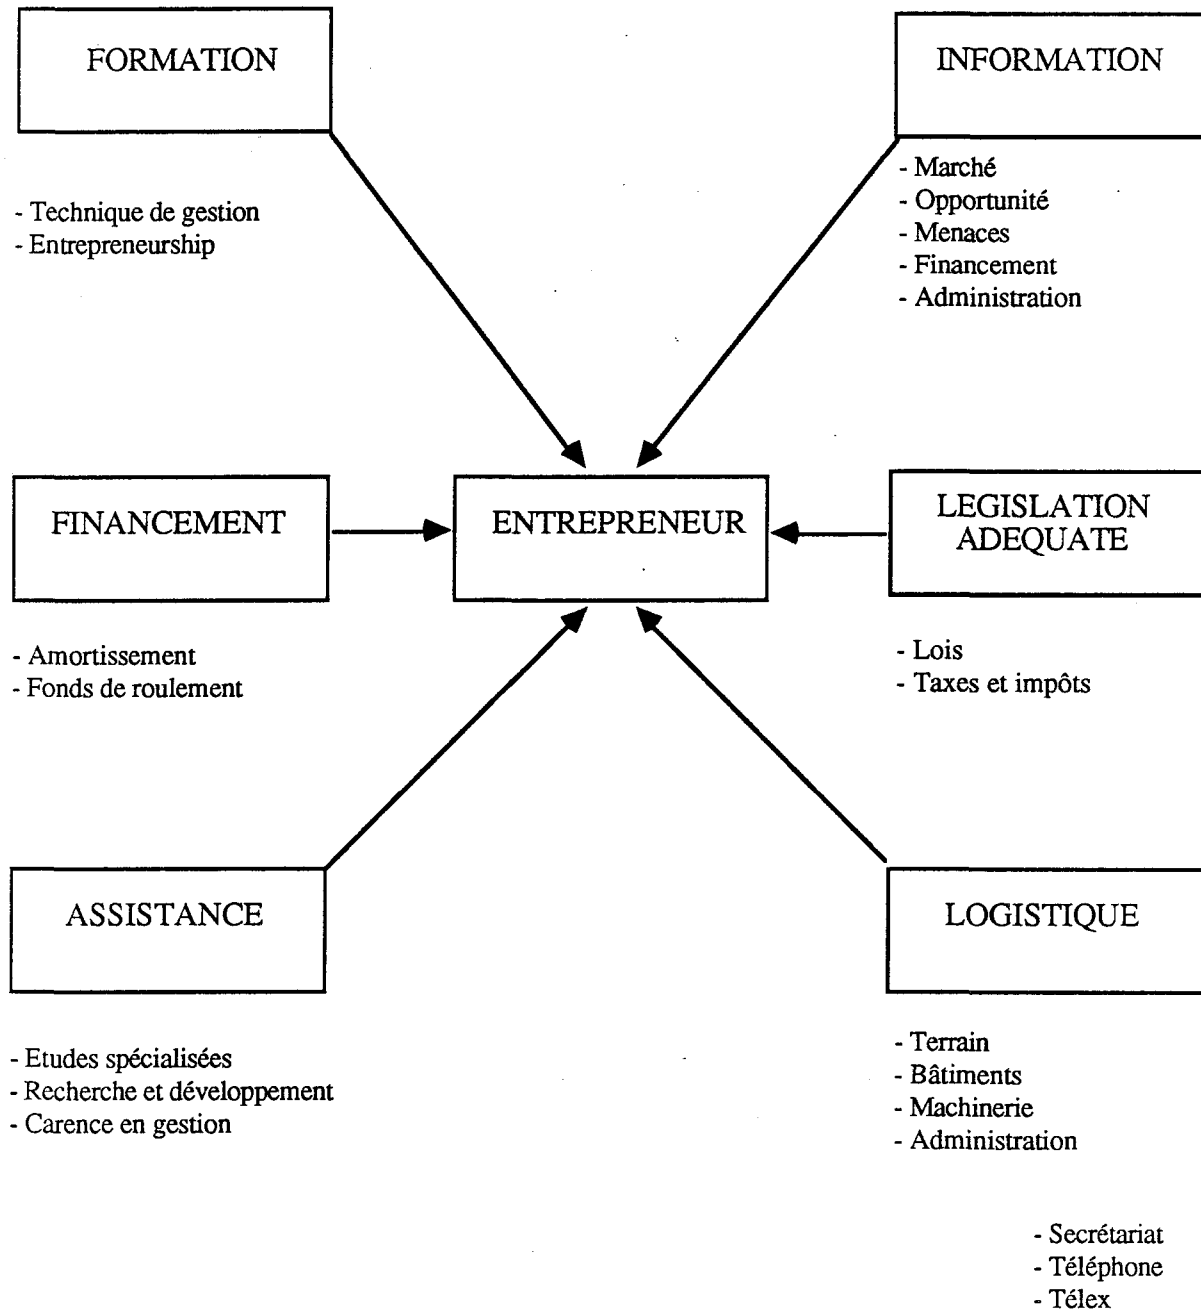 FORMATION
- Technique de gestion
- Entrepreneurship
INFORMATION
- Marché
- Opportunité
- Menaces
- Financement
- Administration
FINANCEMENT
- Amortissement
- Fonds de roulement
ENTREPRENEUR
LEGISLATION
ADEQUATE
- Lois
- Taxes et impôts
ASSISTANCE
- Etudes spécialisées
- Recherche et développement
- Carence en gestion
LOGISTIQUE
- Terrain
- Bâtiments
- Machinerie
- Administration
- Secrétariat
- Téléphone
- Télex